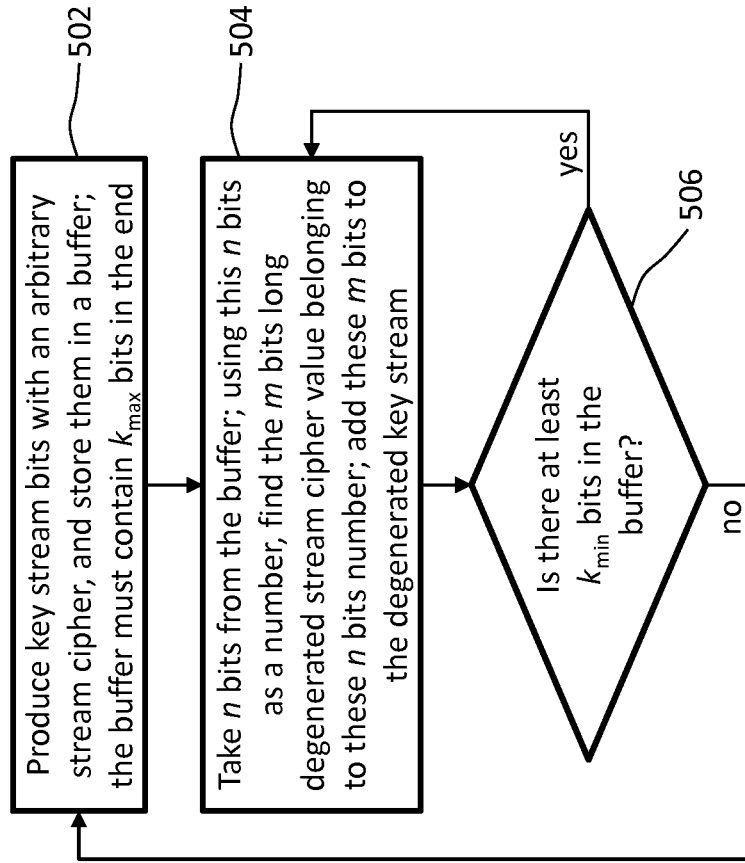 Produce key stream bits with an arbitrary
stream cipher, and store them in a buffer;
the buffer must contain kmax bits in the end
502
Take n bits from the buffer; using this n bits
as a number, find the m bits long
degenerated stream cipher value belonging
to these n bits number; add these m bits to
the degenerated key stream
504
Is there at least
kmin bits in the
buffer?
506
yes
no